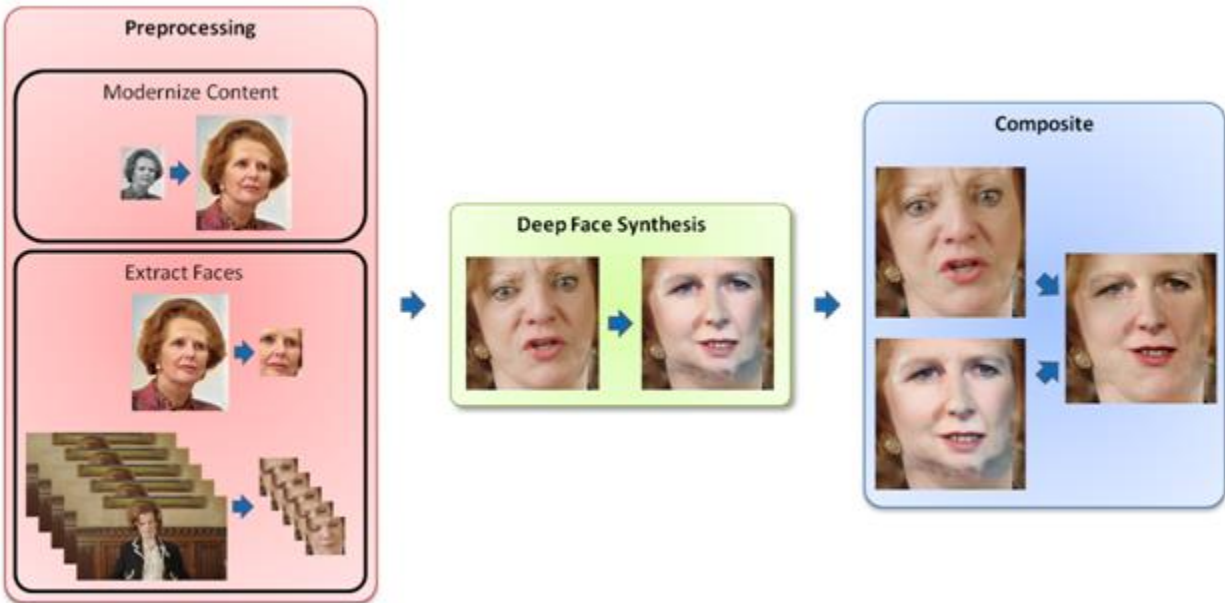 Preprocessing
Modernize Content
Extract Faces
Deep Face Synthesis
Composite